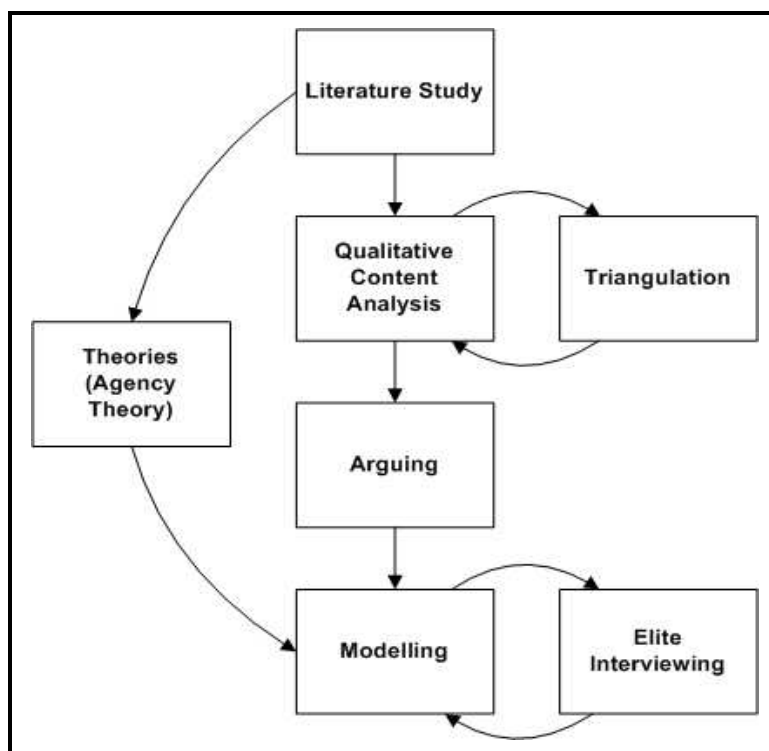 Literature Study
Qualitative
Content
Analysis
Triangulation
Theories
(Agency
Theory)
Arguing
Modelling
Elite
Interviewing